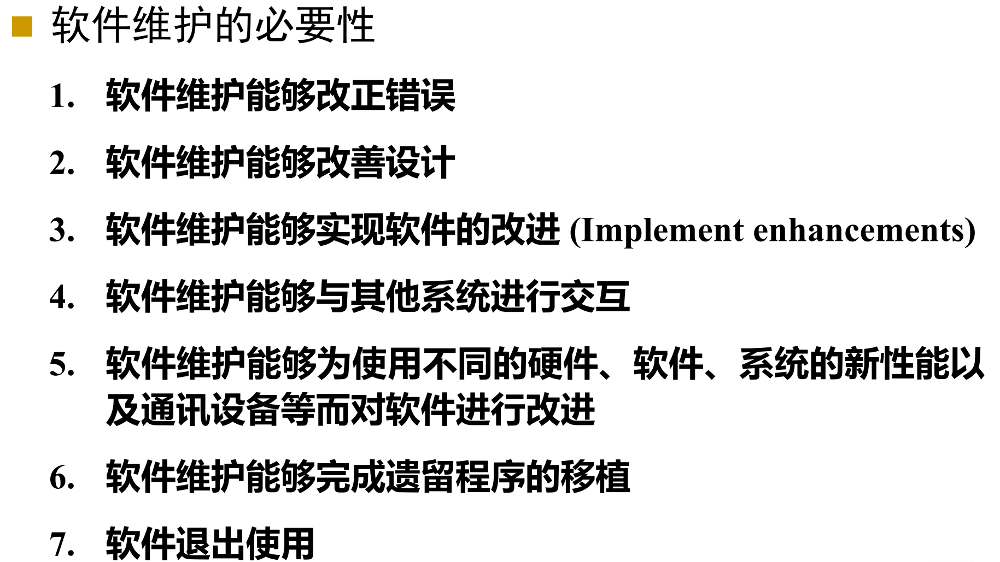 软件维护的必要性
1. 软件维护能够改正错误
2. 软件维护能够改善设计
3. 软件维护能够实现软件的改进 (Implement enhancements)
4. 软件维护能够与其他系统进行交互
5. 软件维护能够为使用不同的硬件、软件、系统的新性能以
及通讯设备等而对软件进行改进
6. 软件维护能够完成遗留程序的移植
7. 软件退出使用